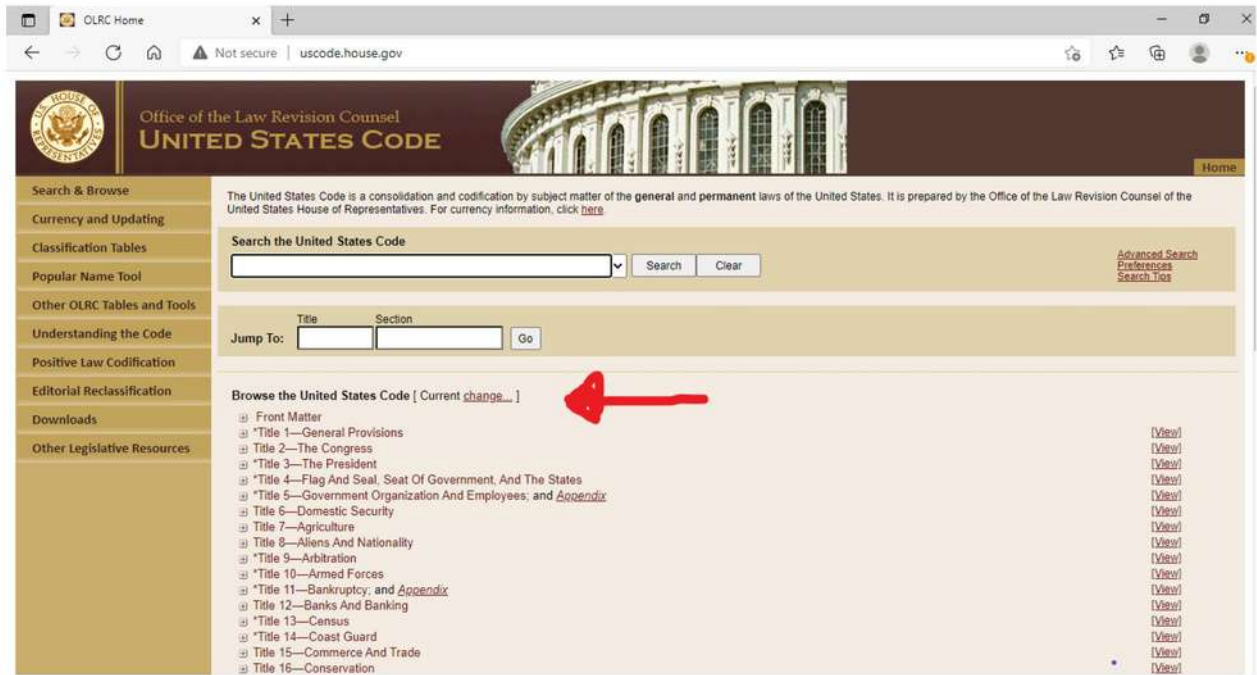 OLRC Home
Not secure | uscode.house.gov
U.S. HOUSE OF REPRESENTATIVES
Office of the Law Revision Counsel
UNITED STATES CODE
Home
Search & Browse
Currency and Updating
Classification Tables
Popular Name Tool
Other OLRC Tables and Tools
Understanding the Code
Positive Law Codification
Editorial Reclassification
Downloads
Other Legislative Resources
The United States Code is a consolidation and codification by subject matter of the general and permanent laws of the United States. It is prepared by the Office of the Law Revision Counsel of the
United States House of Representatives. For currency information, click here.
Search the United States Code
Search Clear
Advanced Search
Preferences
Search Tips
Title Section
Jump To: Go
Browse the United States Code [ Current change... ]
Front Matter
*Title 1—General Provisions [View]
Title 2—The Congress [View]
*Title 3—The President [View]
*Title 4—Flag And Seal, Seat Of Government, And The States [View]
*Title 5—Government Organization And Employees; and Appendix [View]
Title 6—Domestic Security [View]
Title 7—Agriculture [View]
Title 8—Aliens And Nationality [View]
*Title 9—Arbitration [View]
*Title 10—Armed Forces [View]
*Title 11—Bankruptcy; and Appendix [View]
Title 12—Banks And Banking [View]
*Title 13—Census [View]
*Title 14—Coast Guard [View]
Title 15—Commerce And Trade [View]
Title 16—Conservation [View]